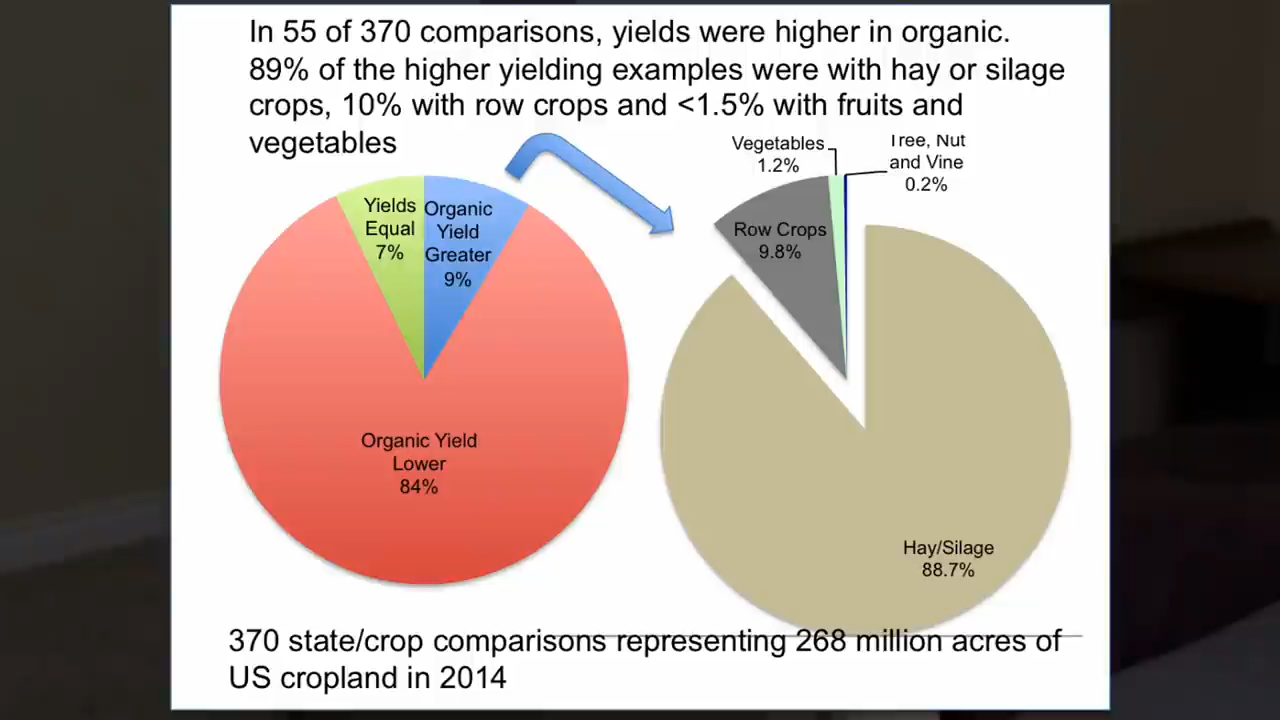 In 55 of 370 comparisons, yields were higher in organic.
89% of the higher yielding examples were with hay or silage
crops, 10% with row crops and <1.5% with fruits and
vegetables
Yields
Equal
7%
Organic
Yield
Greater
9%
Organic Yield
Lower
84%
Vegetables
1.2%
Tree, Nut
and Vine
0.2%
Row Crops
9.8%
Hay/Silage
88.7%
370 state/crop comparisons representing 268 million acres of
US cropland in 2014